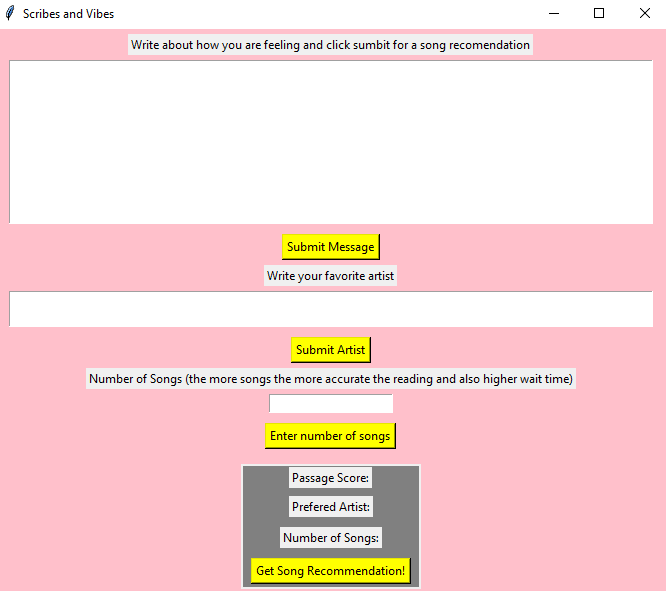 Scribes and Vibes
Write about how you are feeling and click sumbit for a song recomendation
Submit Message
Write your favorite artist
Submit Artist
Number of Songs (the more songs the more accurate the reading and also higher wait time)
Enter number of songs
Passage Score:
Prefered Artist:
Number of Songs:
Get Song Recommendation!